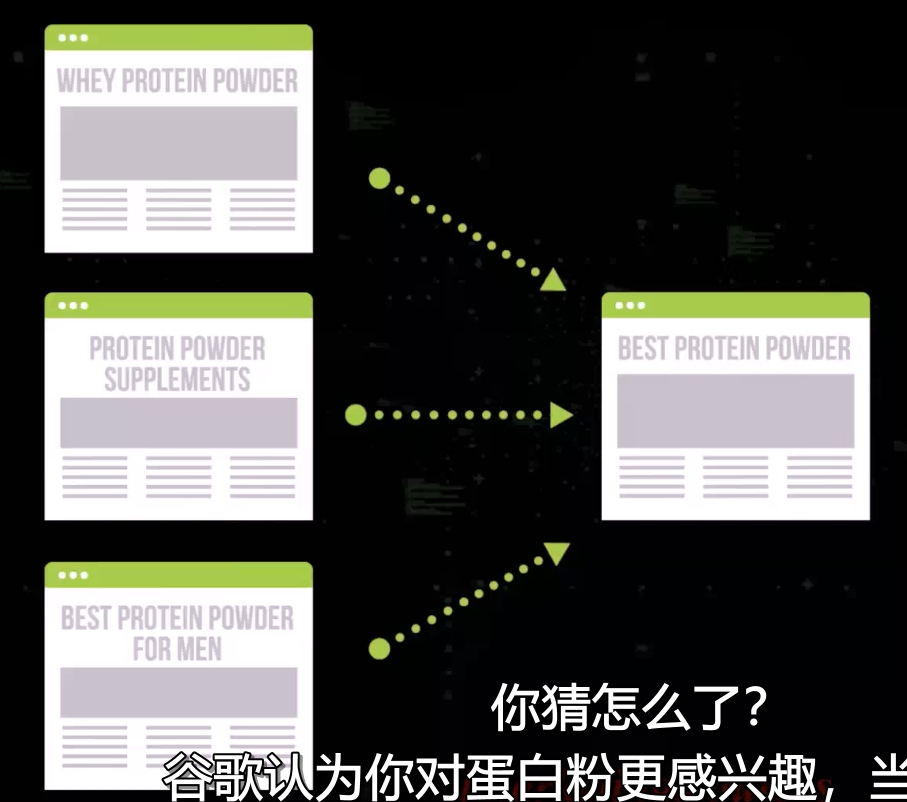 WHEY PROTEIN POWDER
PROTEIN POWDER
SUPPLEMENTS
BEST PROTEIN POWDER
BEST PROTEIN POWDER
FOR MEN
你猜怎么了？
谷歌认为你对蛋白粉更感兴趣，当